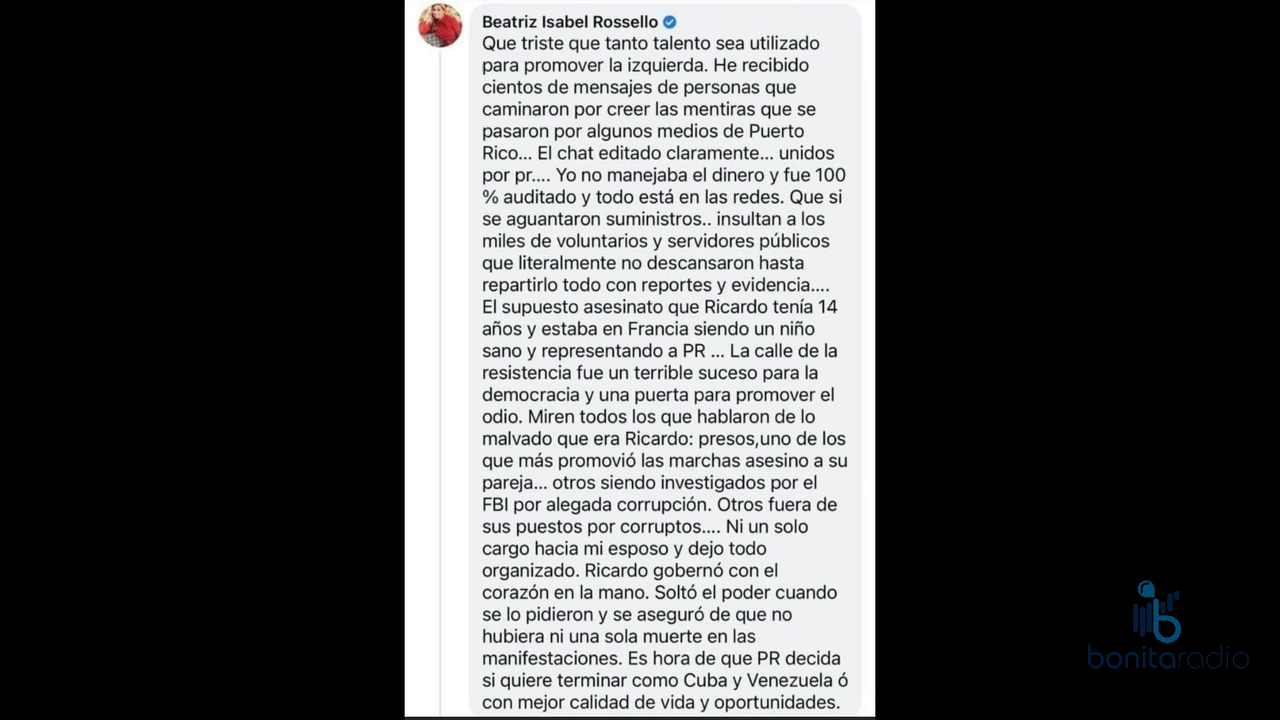 Beatriz Isabel Rossello
Que triste que tanto talento sea utilizado
para promover la izquierda. He recibido
cientos de mensajes de personas que
caminaron por creer las mentiras que se
pasaron por algunos medios de Puerto
Rico... El chat editado claramente... unidos
por pr.... Yo no manejaba el dinero y fue 100
% auditado y todo está en las redes. Que si
se aguantaron suministros.. insultan a los
miles de voluntarios y servidores públicos
que literalmente no descansaron hasta
repartirlo todo con reportes y evidencia....
El supuesto asesinato que Ricardo tenía 14
años y estaba en Francia siendo un niño
sano y representando a PR ... La calle de la
resistencia fue un terrible suceso para la
democracia y una puerta para promover el
odio. Miren todos los que hablaron de lo
malvado que era Ricardo: presos,uno de los
que más promovió las marchas asesino a su
pareja... otros siendo investigados por el
FBI por alegada corrupción. Otros fuera de
sus puestos por corruptos.... Ni un solo
cargo hacia mi esposo y dejo todo
organizado. Ricardo gobernó con el
corazón en la mano. Soltó el poder cuando
se lo pidieron y se aseguró de que no
hubiera ni una sola muerte en las
manifestaciones. Es hora de que PR decida
si quiere terminar como Cuba y Venezuela ó
con mejor calidad de vida y oportunidades.
bonitaradio